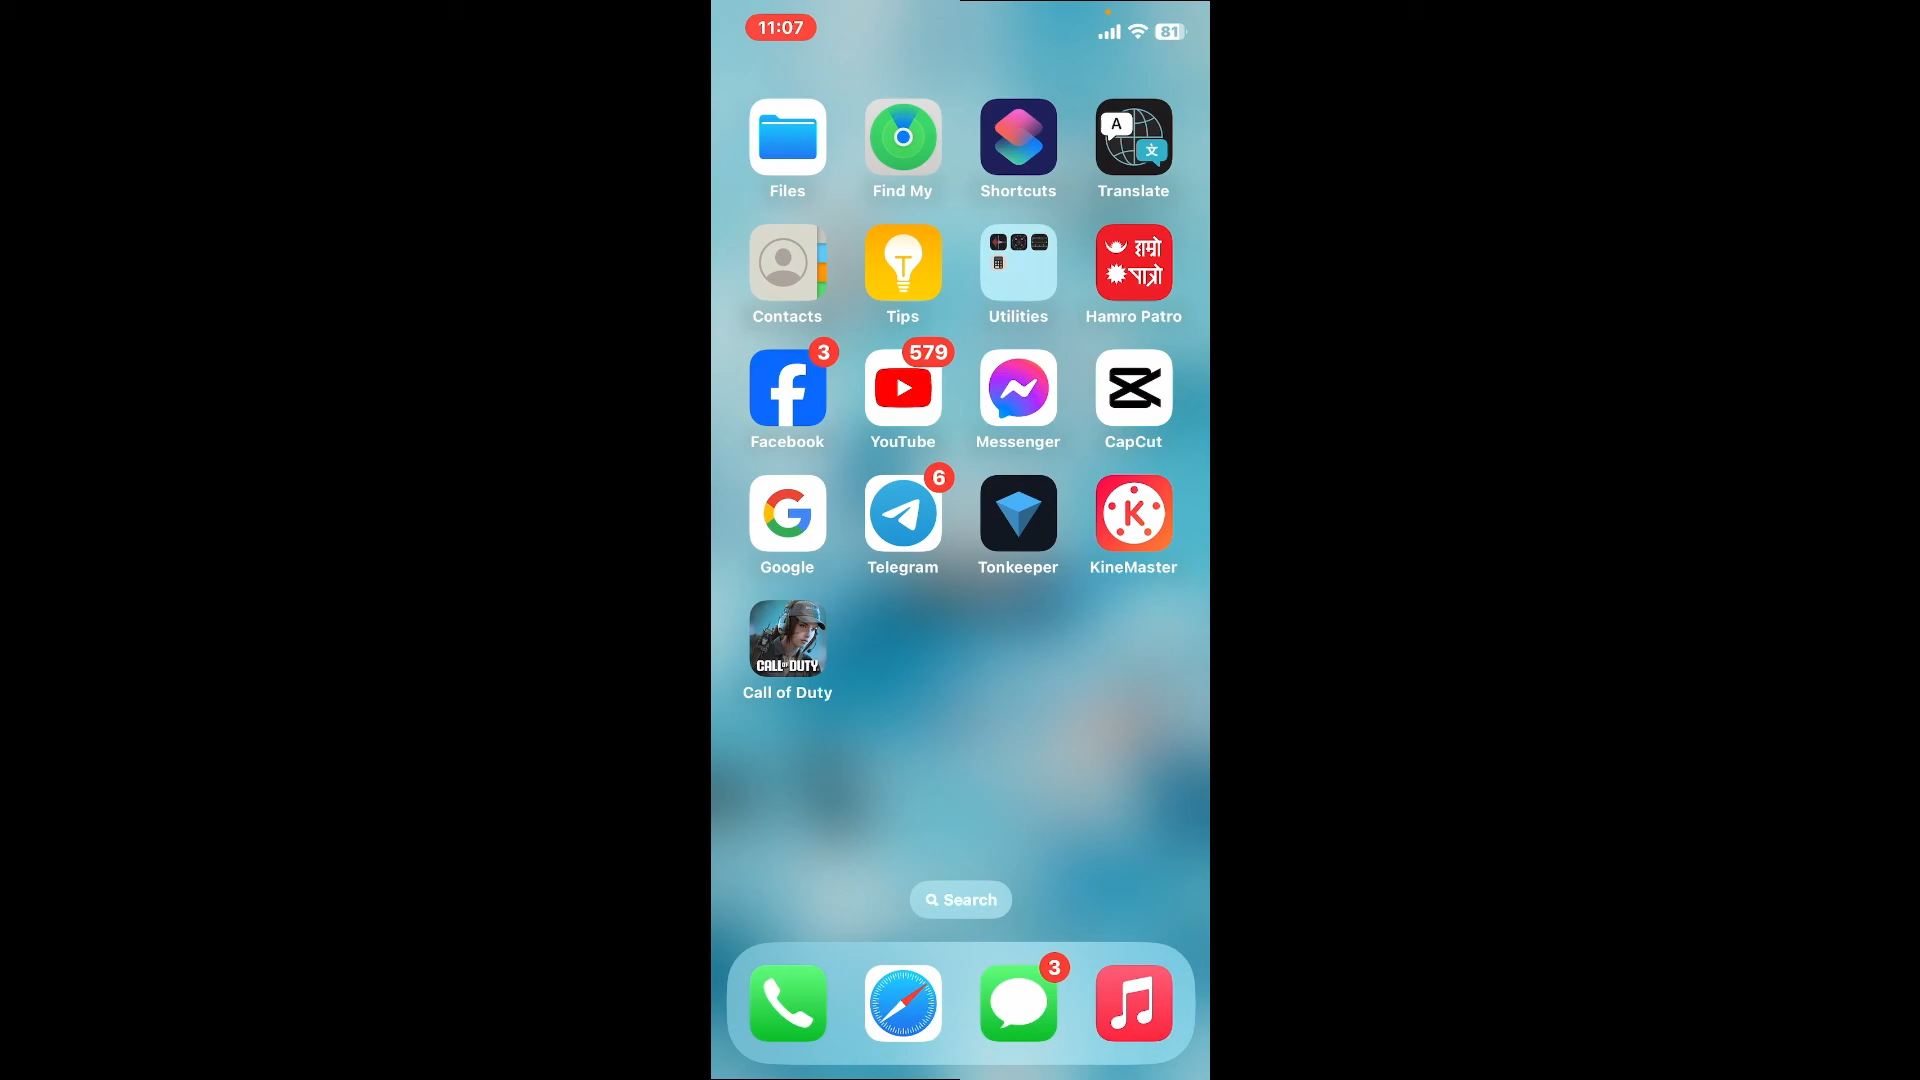 11:07
81
A
文
Files
Find My
Shortcuts
Translate
हाम्रो
पात्रो
Contacts
Tips
Utilities
Hamro Patro
3
579
Facebook
YouTube
Messenger
CapCut
6
K
Google
Telegram
Tonkeeper
KineMaster
CALL OF DUTY
Call of Duty
Search
3